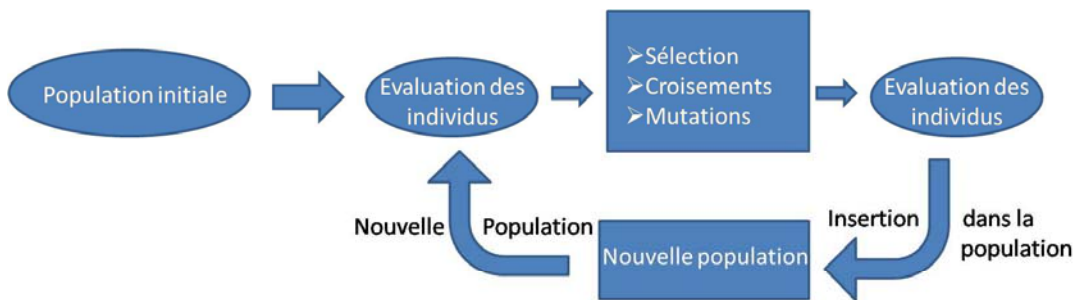 Population initiale
Evaluation des
individus
➢Sélection
➢Croisements
➢Mutations
Evaluation des
individus
Insertion dans la
population
Nouvelle population
Nouvelle Population